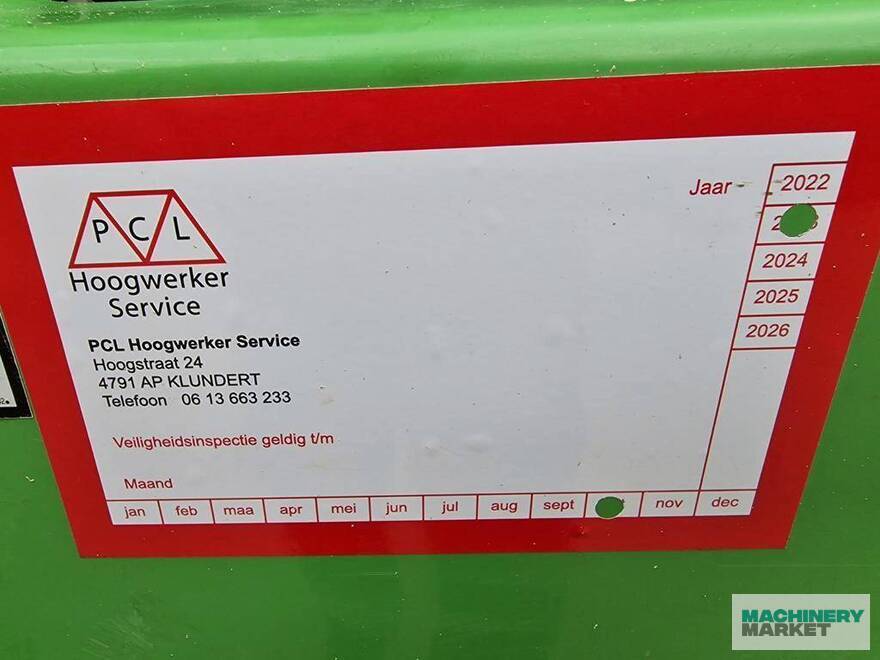 Jaar
2022
2024
2025
2026
P C L
Hoogwerker
Service
PCL Hoogwerker Service
Hoogstraat 24
4791 AP KLUNDERT
Telefoon 06 13 663 233
Veiligheidsinspectie geldig t/m
Maand
jan feb maa apr mei jun jul aug sept nov dec
MACHINERY
MARKET